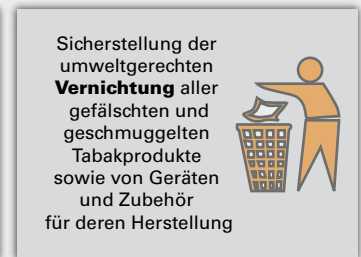 Sicherstellung der
umweltgerechten
Vernichtung aller
gefälschten und
geschmuggelten
Tabakprodukte
sowie von Geräten
und Zubehör
für deren Herstellung